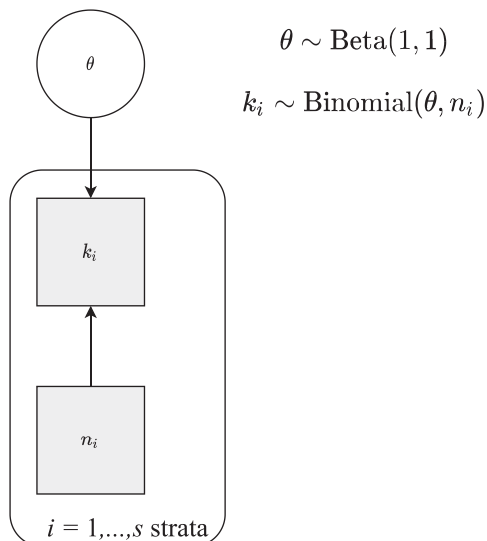 θ
θ ∼ Beta(1, 1)
k_i ∼ Binomial(θ, n_i)
k_i
n_i
i = 1,...,s strata